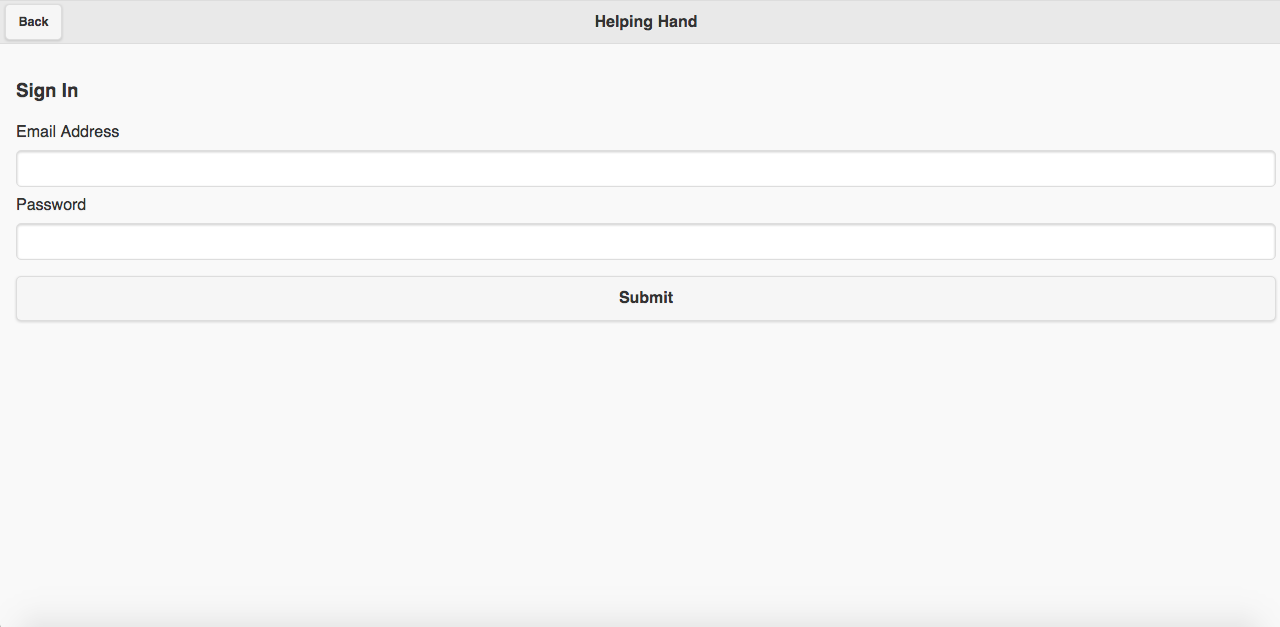 Back
Helping Hand
Sign In
Email Address
Password
Submit